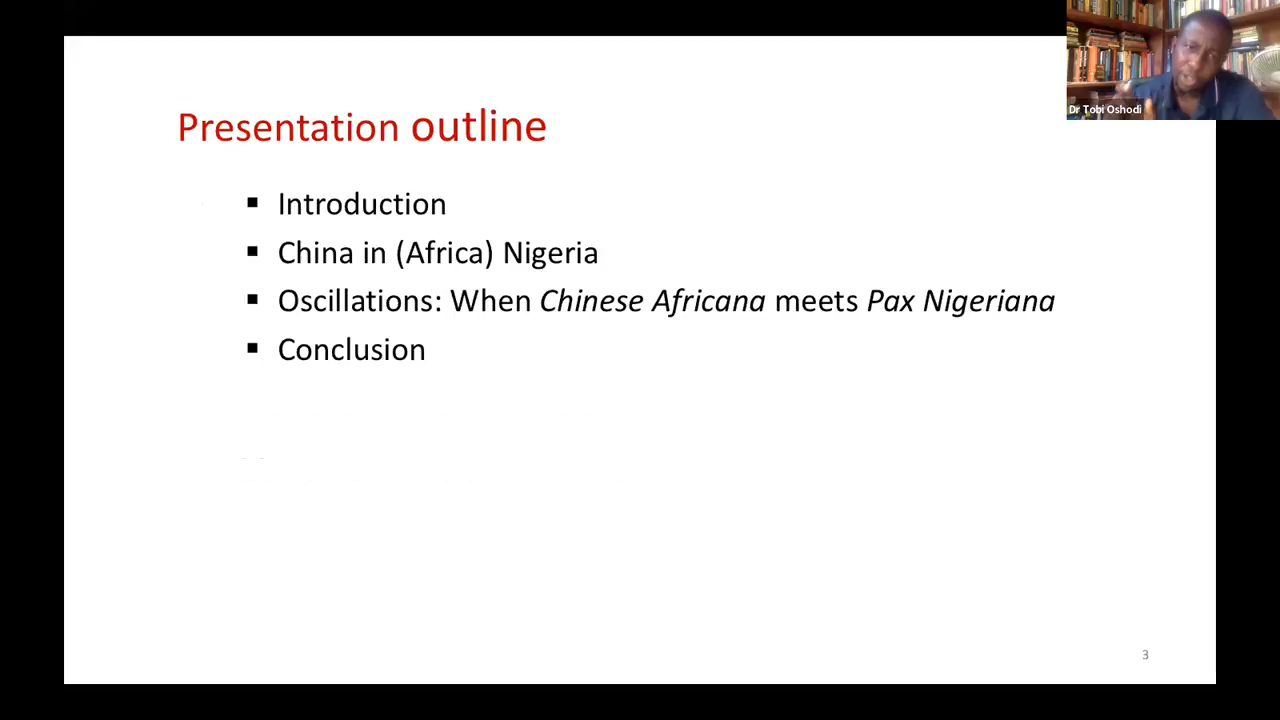 Dr Tobi Oshodi
Presentation outline
▪ Introduction
▪ China in (Africa) Nigeria
▪ Oscillations: When Chinese Africana meets Pax Nigeriana
▪ Conclusion
3